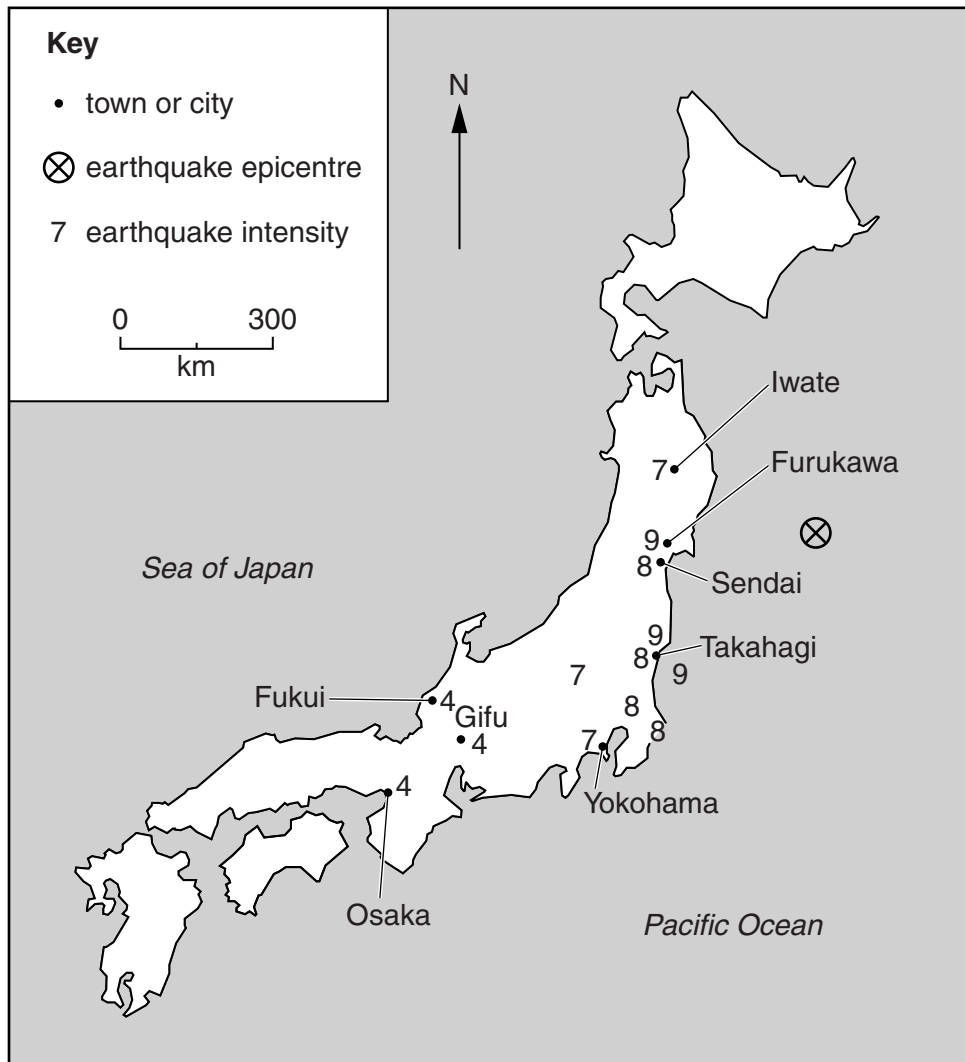 Key
town or city
earthquake epicentre
7 earthquake intensity
0 300
km
N
Iwate
7
Furukawa
9
8
Sendai
Sea of Japan
9
Takahagi
8
9
7
Fukui
4
8
Gifu
4
8
7
Yokohama
4
Osaka
Pacific Ocean